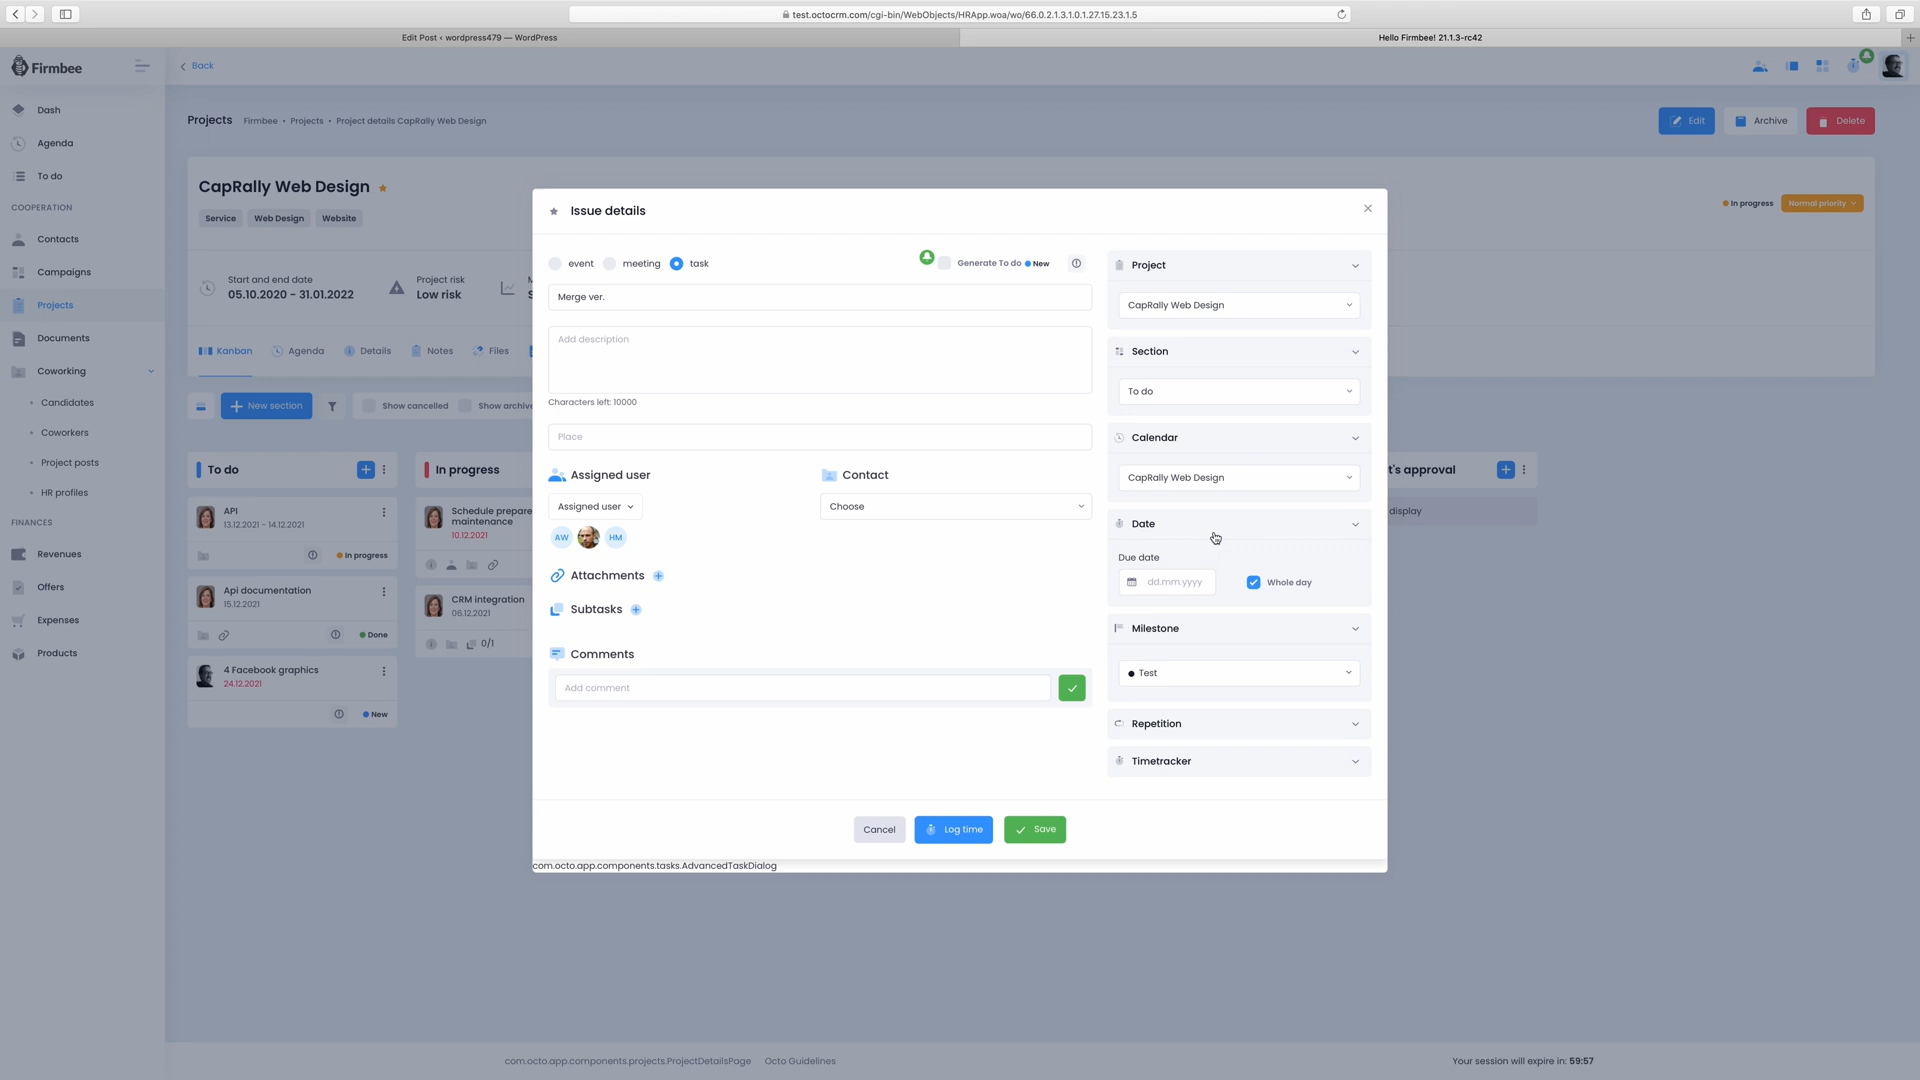 test.octocrm.com/cgi-bin/WebObjects/HRApp.woa/wo/66.0.2.1.3.1.0.1.27.15.23.1.5
Edit Post ‹ wordpress479 — WordPress
Hello Firmbee! 21.1.3-rc42
Firmbee
Back
Dash
Agenda
To do
COOPERATION
Contacts
Campaigns
Projects
Documents
Coworking
Candidates
Coworkers
Project posts
HR profiles
FINANCES
Revenues
Offers
Expenses
Products
Projects Firmbee • Projects • Project details CapRally Web Design
Edit
Archive
Delete
CapRally Web Design
Service Web Design Website
In progress
Normal priority
Start and end date
05.10.2020 - 31.01.2022
Project risk
Low risk
Kanban Agenda Details Notes Files
New section
Show cancelled
Show archive
To do
API
13.12.2021 - 14.12.2021
In progress
Api documentation
15.12.2021
Done
4 Facebook graphics
24.12.2021
New
In progress
Schedule prepare
maintenance
10.12.2021
CRM integration
06.12.2021
0/1
t's approval
display
Issue details
event meeting task
Generate To do New
Merge ver.
Add description
Characters left: 10000
Place
Assigned user
Assigned user
AW HM
Contact
Choose
Attachments
Subtasks
Comments
Add comment
Project
CapRally Web Design
Section
To do
Calendar
CapRally Web Design
Date
Due date
dd.mm.yyyy
Whole day
Milestone
Test
Repetition
Timetracker
Cancel Log time Save
com.octo.app.components.tasks.AdvancedTaskDialog
com.octo.app.components.projects.ProjectDetailsPage Octo Guidelines
Your session will expire in: 59:57